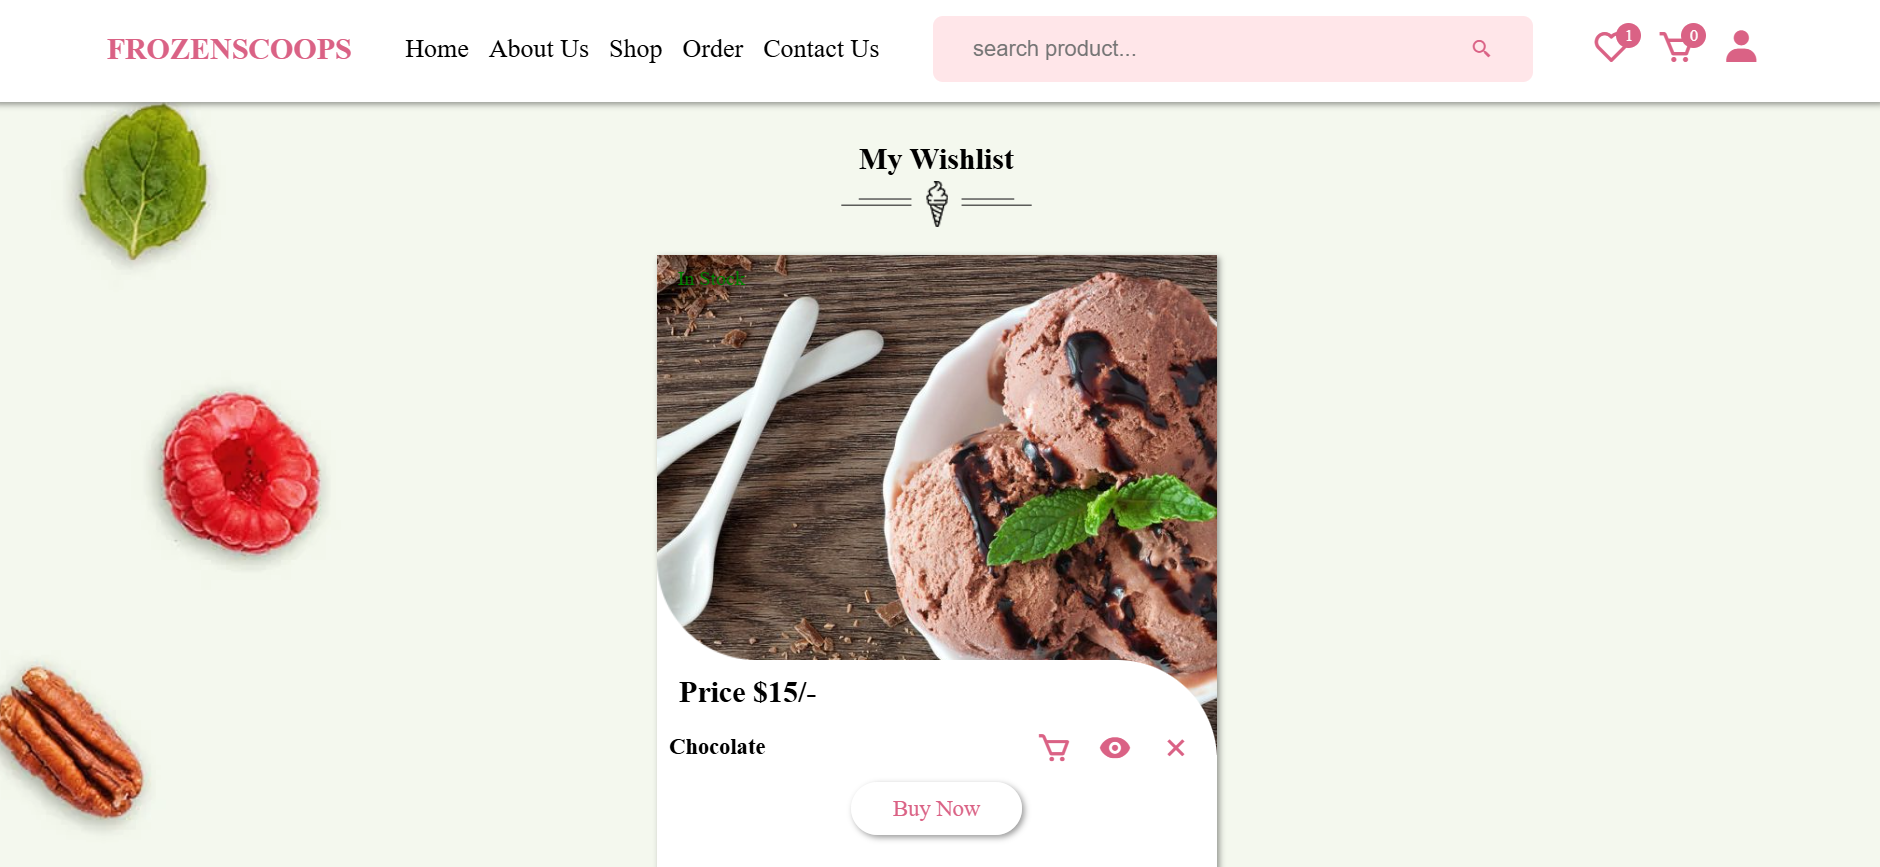 FROZENSCOOPS Home About Us Shop Order Contact Us search product... 1 0
My Wishlist
In Stock
Price $15/-
Chocolate
Buy Now